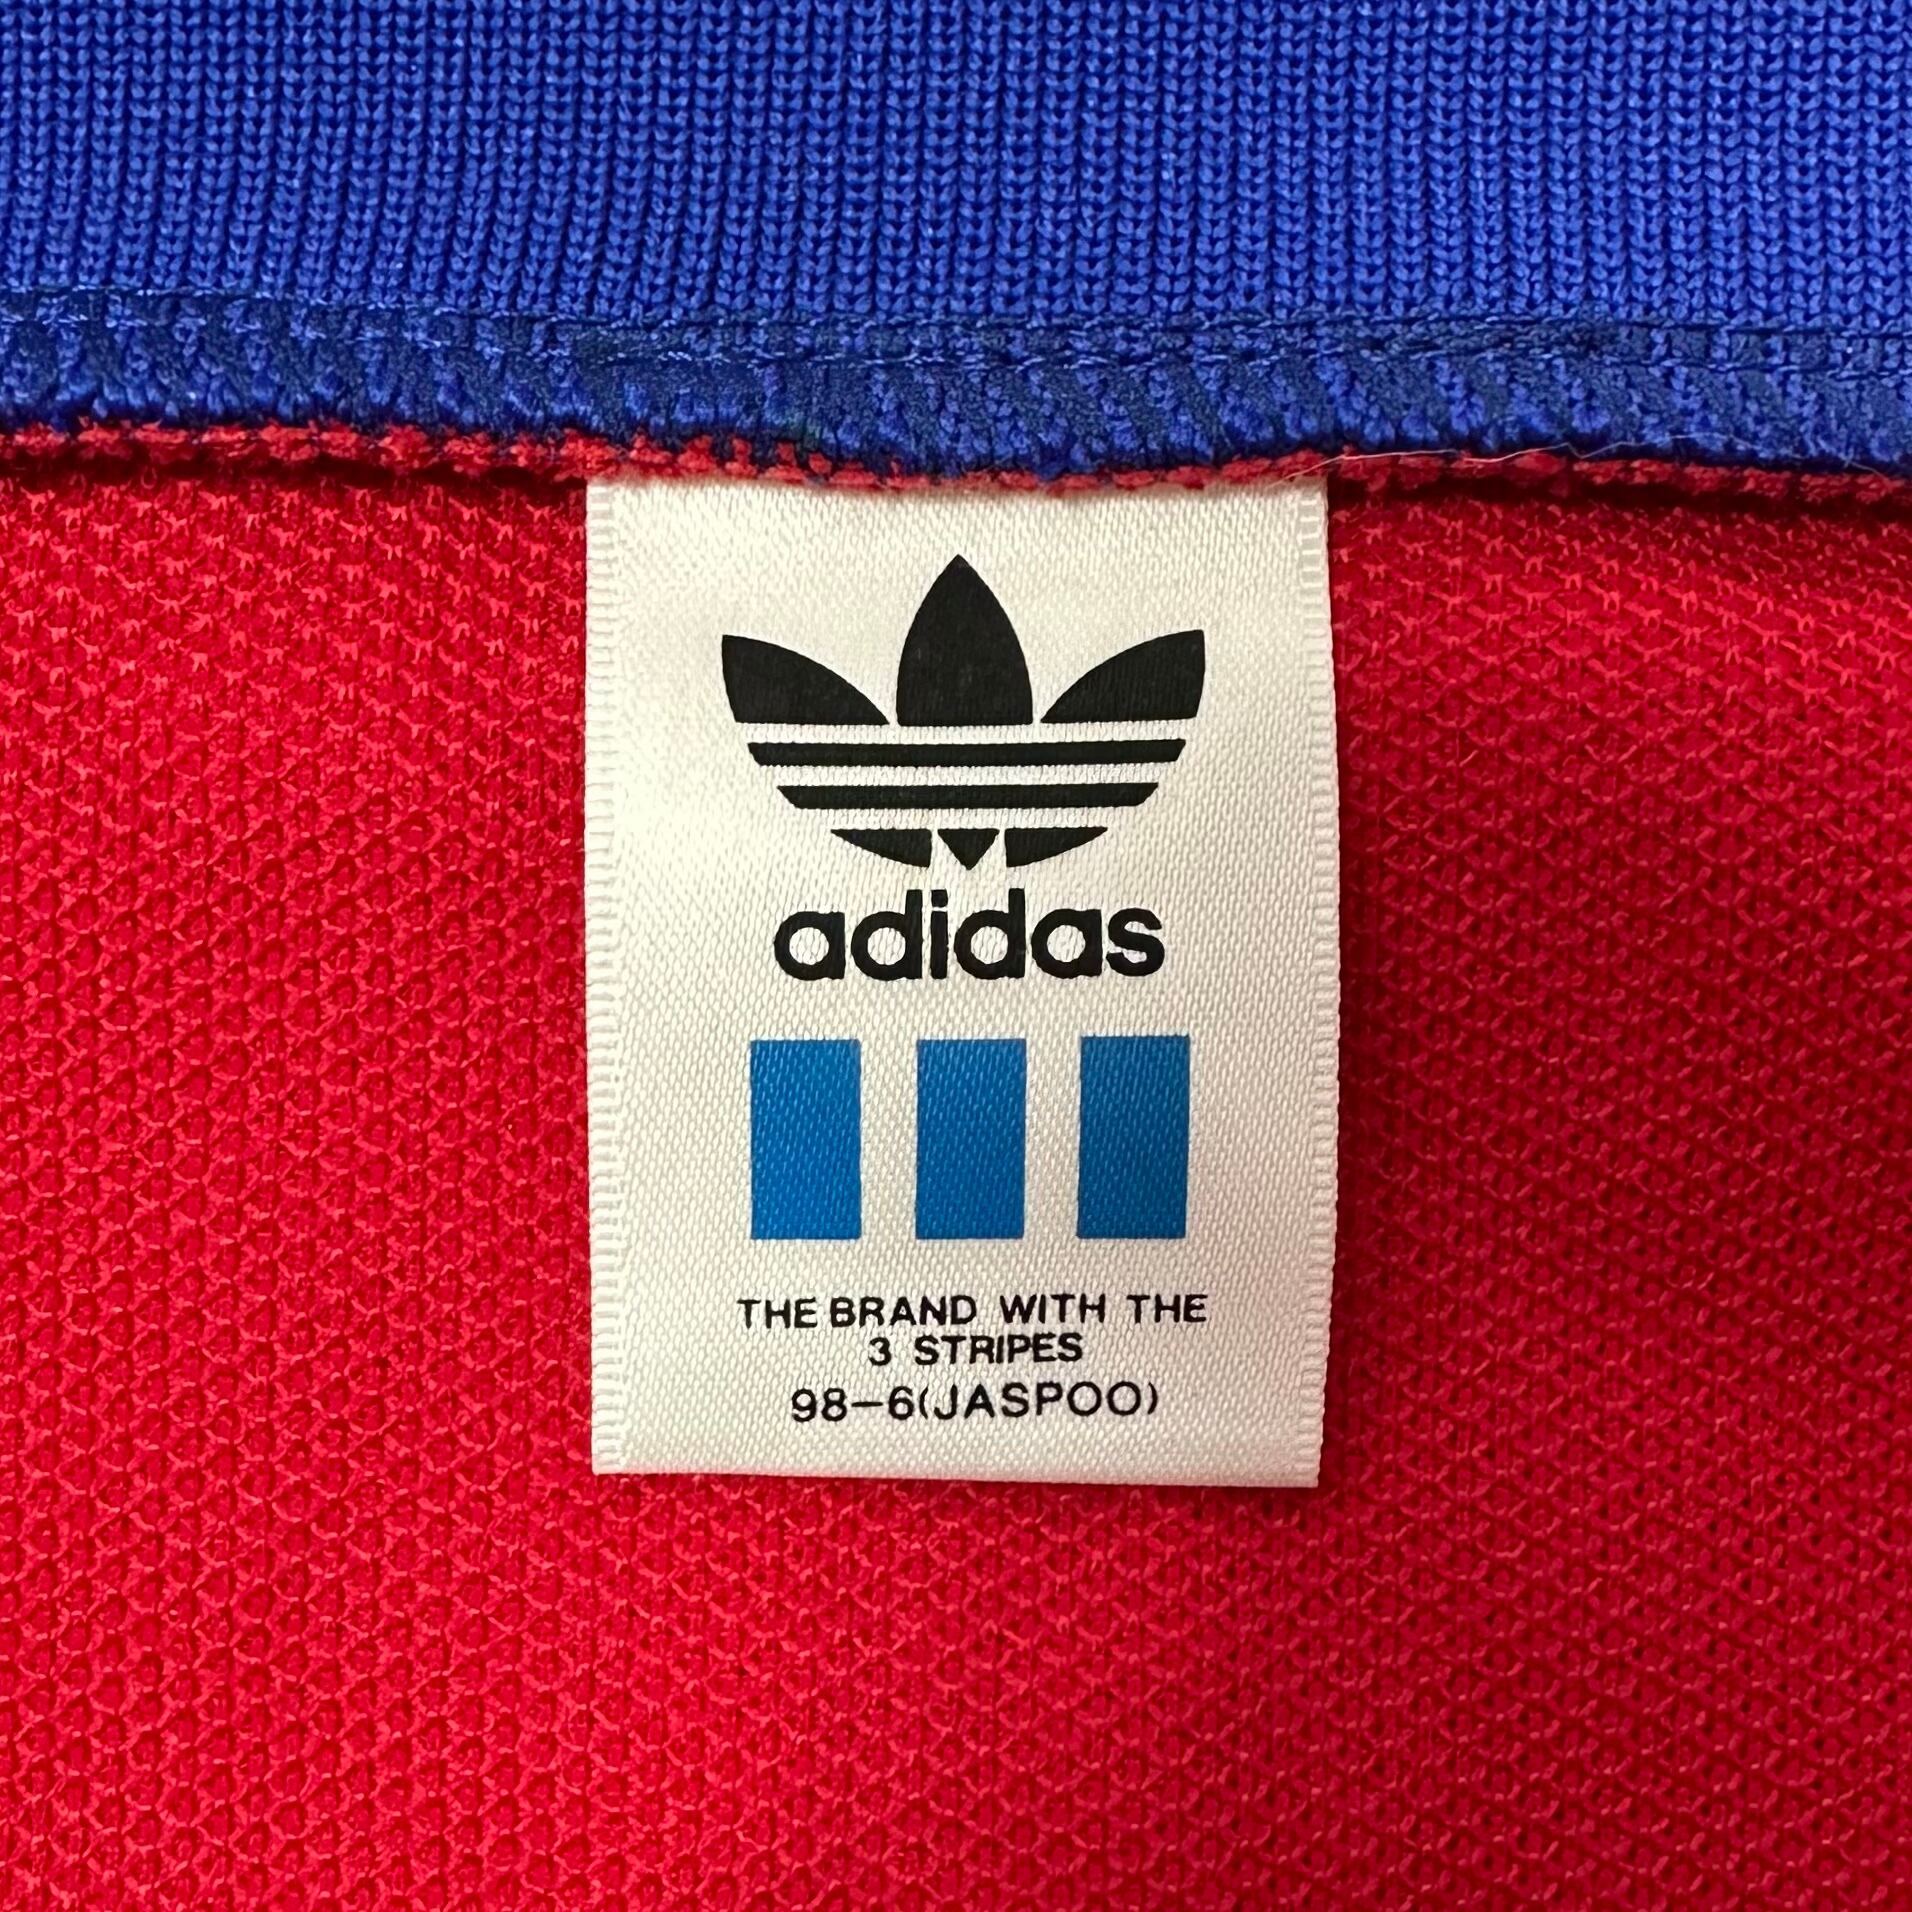 adidas
THE BRAND WITH THE
3 STRIPES
98-6(JASPOO)